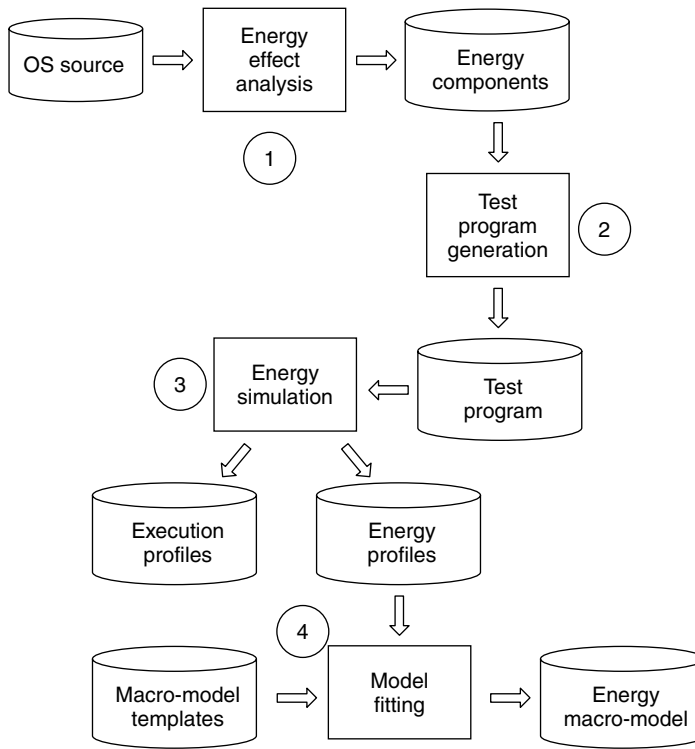 OS source
Energy
effect
analysis
Energy
components
1
Test
program
generation
2
3
Energy
simulation
Test
program
Execution
profiles
Energy
profiles
4
Macro-model
templates
Model
fitting
Energy
macro-model